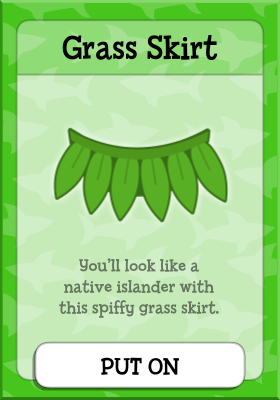 Grass Skirt
You'll look like a
native islander with
this spiffy grass skirt.
PUT ON